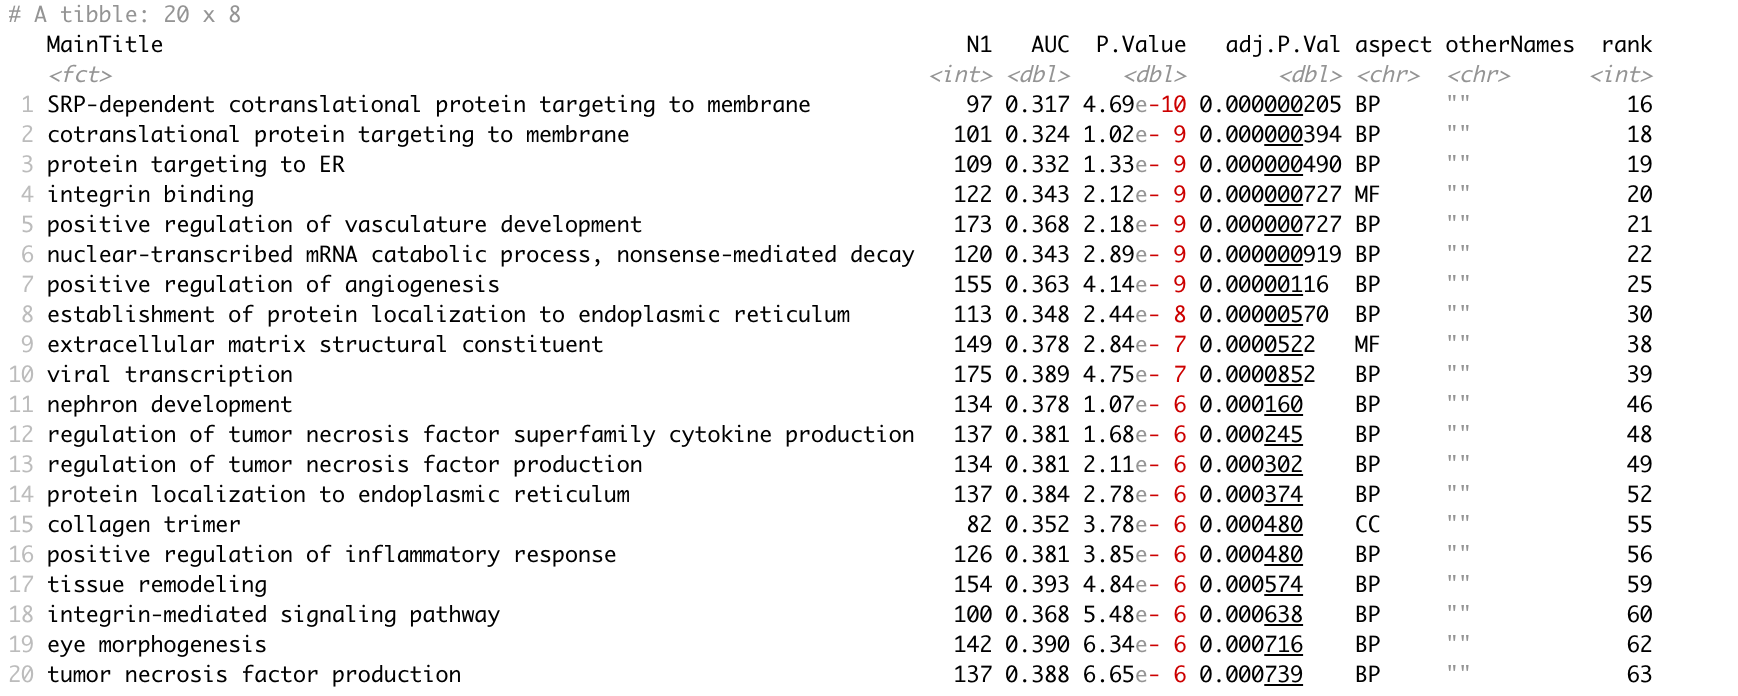 # A tibble: 20 x 8
MainTitle N1 AUC P.Value adj.P.Val aspect otherNames rank
<fct> <int> <dbl> <dbl> <dbl> <chr> <chr> <int>
1 SRP-dependent cotranslational protein targeting to membrane 97 0.317 4.69e-10 0.000000205 BP "" 16
2 cotranslational protein targeting to membrane 101 0.324 1.02e- 9 0.000000394 BP "" 18
3 protein targeting to ER 109 0.332 1.33e- 9 0.000000490 BP "" 19
4 integrin binding 122 0.343 2.12e- 9 0.000000727 MF "" 20
5 positive regulation of vasculature development 173 0.368 2.18e- 9 0.000000727 BP "" 21
6 nuclear-transcribed mRNA catabolic process, nonsense-mediated decay 120 0.343 2.89e- 9 0.000000919 BP "" 22
7 positive regulation of angiogenesis 155 0.363 4.14e- 9 0.00000116 BP "" 25
8 establishment of protein localization to endoplasmic reticulum 113 0.348 2.44e- 8 0.00000570 BP "" 30
9 extracellular matrix structural constituent 149 0.378 2.84e- 7 0.0000522 MF "" 38
10 viral transcription 175 0.389 4.75e- 7 0.0000852 BP "" 39
11 nephron development 134 0.378 1.07e- 6 0.000160 BP "" 46
12 regulation of tumor necrosis factor superfamily cytokine production 137 0.381 1.68e- 6 0.000245 BP "" 48
13 regulation of tumor necrosis factor production 134 0.381 2.11e- 6 0.000302 BP "" 49
14 protein localization to endoplasmic reticulum 137 0.384 2.78e- 6 0.000374 BP "" 52
15 collagen trimer 82 0.352 3.78e- 6 0.000480 CC "" 55
16 positive regulation of inflammatory response 126 0.381 3.85e- 6 0.000480 BP "" 56
17 tissue remodeling 154 0.393 4.84e- 6 0.000574 BP "" 59
18 integrin-mediated signaling pathway 100 0.368 5.48e- 6 0.000638 BP "" 60
19 eye morphogenesis 142 0.390 6.34e- 6 0.000716 BP "" 62
20 tumor necrosis factor production 137 0.388 6.65e- 6 0.000739 BP "" 63